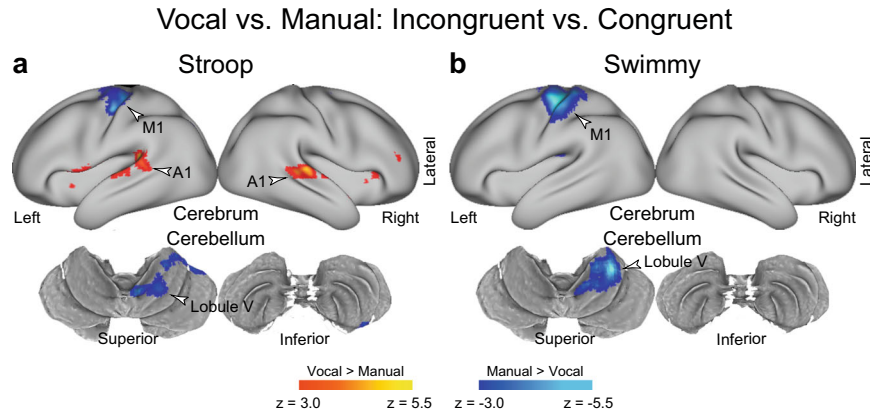 Vocal vs. Manual: Incongruent vs. Congruent
a
Stroop
M1
A1
A1
Left
Cerebrum
Right
Lateral
Cerebellum
Lobule V
Superior
Inferior
b
Swimmy
M1
Left
Cerebrum
Right
Lateral
Cerebellum
Lobule V
Superior
Inferior
Vocal > Manual
z = 3.0
z = 5.5
Manual > Vocal
z = -3.0
z = -5.5